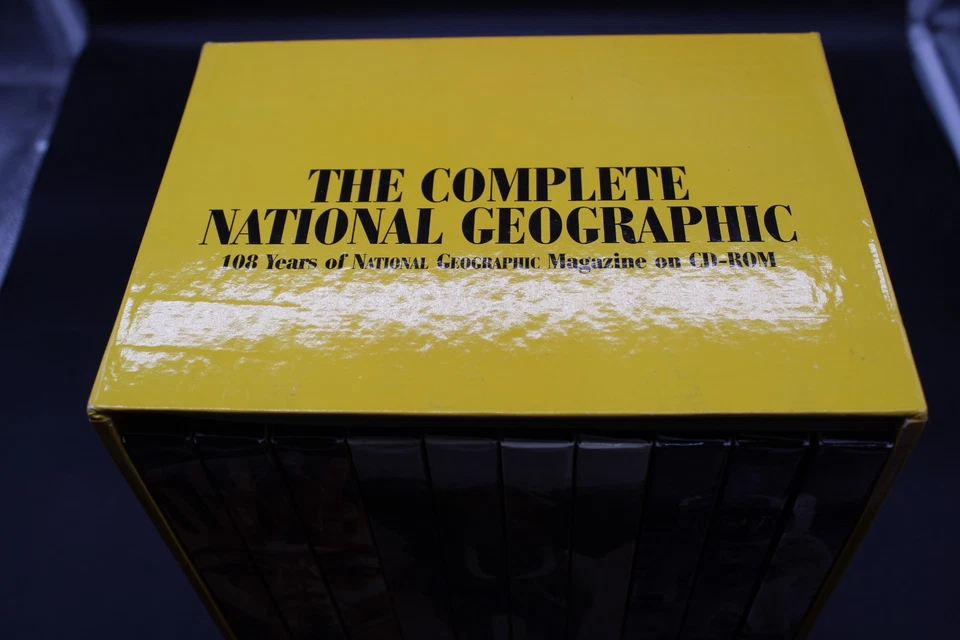 THE COMPLETE
NATIONAL GEOGRAPHIC
108 Years of NATIONAL GEOGRAPHIC Magazine on CD-ROM